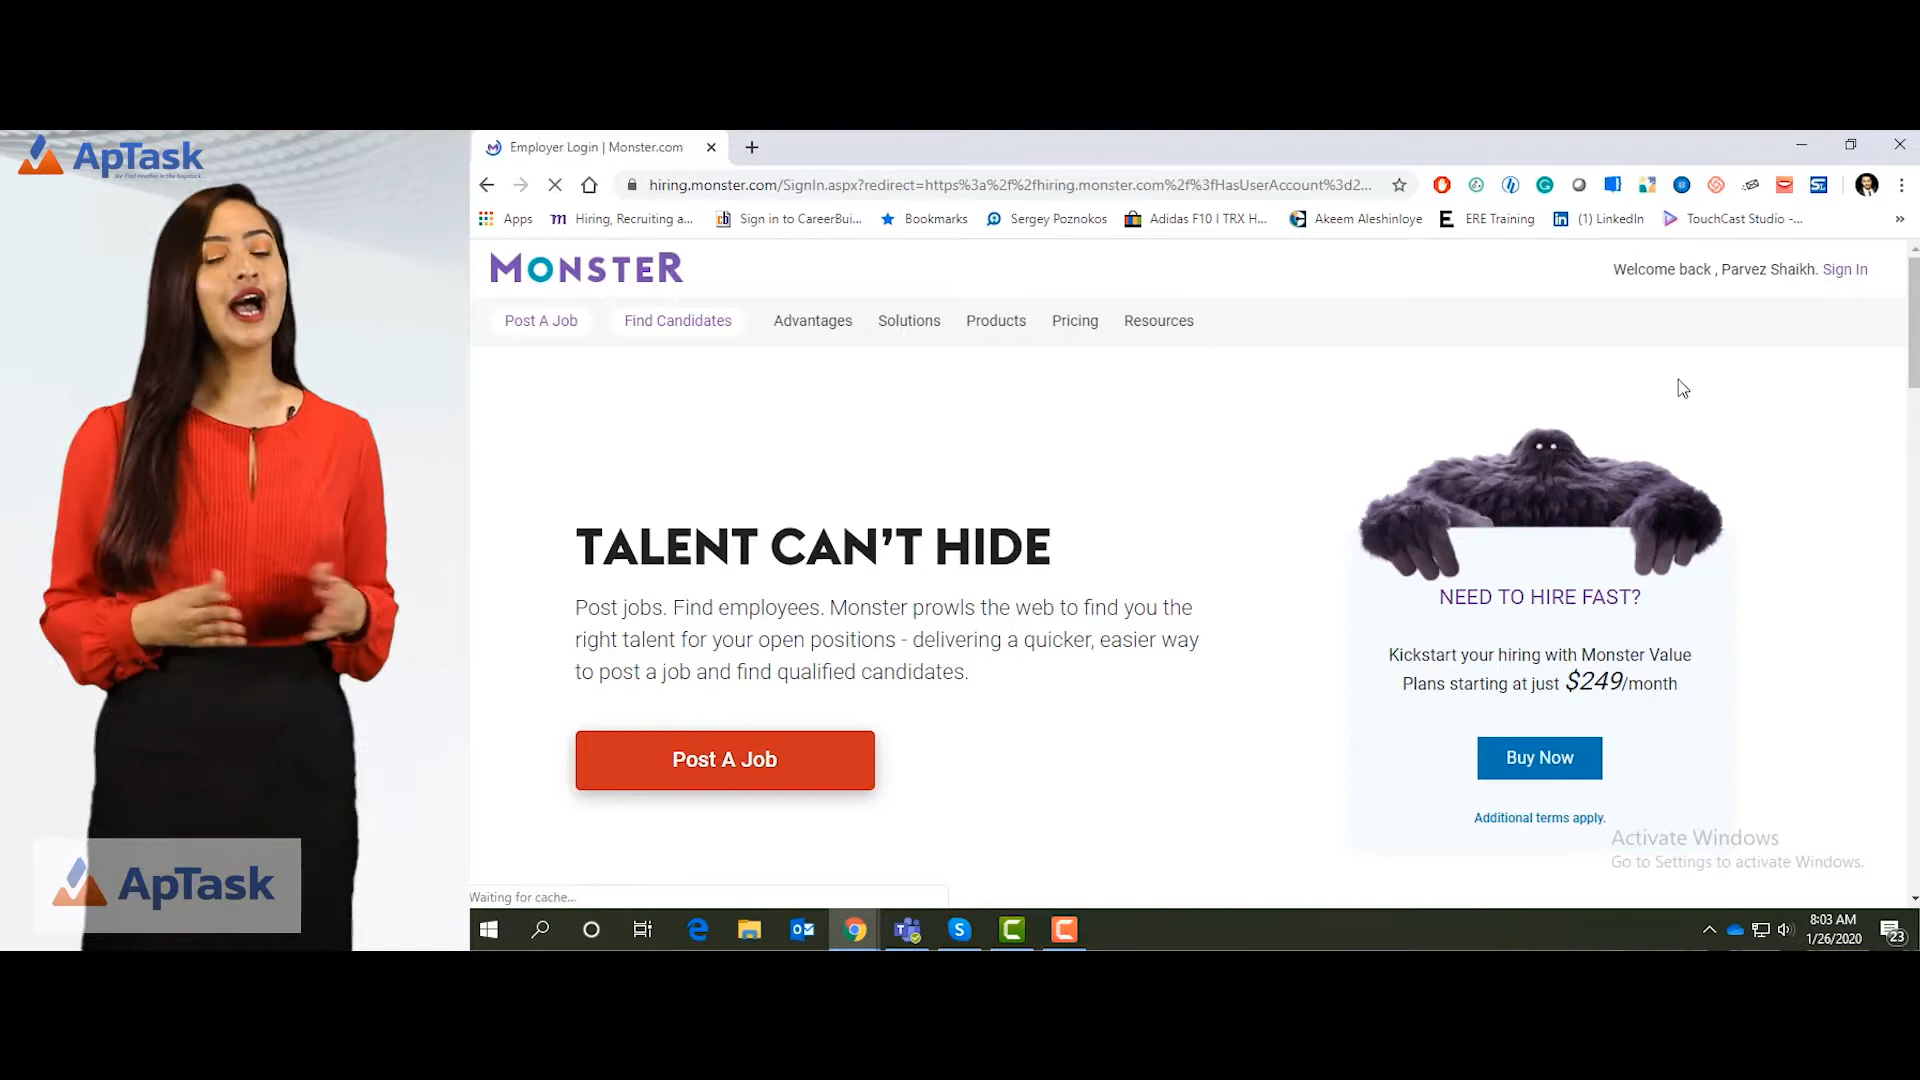 ApTask
We find needles in the haystack...
Employer Login | Monster.com
hiring.monster.com/SignIn.aspx?redirect=https%3a%2f%2fhiring.monster.com%2f%3fHasUserAccount%3d2...
Apps
Hiring, Recruiting a...
Sign in to CareerBui...
Bookmarks
Sergey Poznokos
Adidas F10 I TRX H...
Akeem Aleshinloye
ERE Training
(1) LinkedIn
TouchCast Studio -...
MONSTER
Welcome back , Parvez Shaikh. Sign In
Post A Job
Find Candidates
Advantages
Solutions
Products
Pricing
Resources
TALENT CAN'T HIDE
Post jobs. Find employees. Monster prowls the web to find you the
right talent for your open positions - delivering a quicker, easier way
to post a job and find qualified candidates.
Post A Job
NEED TO HIRE FAST?
Kickstart your hiring with Monster Value
Plans starting at just $249/month
Buy Now
Additional terms apply.
Activate Windows
Go to Settings to activate Windows.
Waiting for cache...
ApTask
8:03 AM
1/26/2020
23